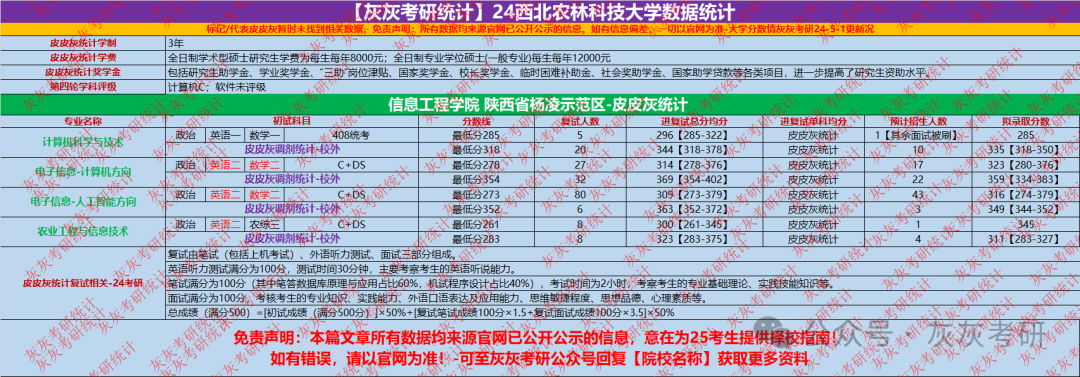 【灰灰考研统计】24西北农林科技大学数据统计
标记/代表皮皮灰暂时未找到相关数据。免责声明：所有数据均来源官网已公开公示的信息。如有信息偏差，一切以官网为准-大学分数情灰灰考研24-5-1更新况
皮皮灰统计学制 3年
皮皮灰统计学费 全日制学术型硕士研究生学费为每生每年8000元；全日制专业学位硕士(一般专业)每生每年12000元
皮皮灰统计奖学金 包括研究生助学金、学业奖学金、“三助”岗位津贴、国家奖学金、校长奖学金、临时困难补助金、社会奖助学金、国家助学贷款等各类项目，进一步提高了研究生资助水平。
第四轮学科评级 计算机C；软件未评级
信息工程学院 陕西省杨凌示范区-皮皮灰统计
专业名称 初试科目 分数线 复试人数 进复试总分均分 进复试单科均分 预计招生人数 拟录取分数
计算机科学与技术 政治 英语一 数学一 408统考 最低分285 5 296【285-322】 皮皮灰统计 1【其余面试被刷】 285
皮皮灰调剂统计-校外 最低分318 20 344【318-378】 皮皮灰统计 10 335【318-350】
电子信息-计算机方向 政治 英语二 数学二 C+DS 最低分278 27 314【278-376】 皮皮灰统计 17 323【280-376】
皮皮灰调剂统计-校外 最低分354 32 369【354-402】 皮皮灰统计 22 359【334-383】
电子信息-人工智能方向 政治 英语二 数学二 C+DS 最低分273 80 309【273-379】 皮皮灰统计 43 316【274-379】
皮皮灰调剂统计-校外 最低分352 6 363【352-372】 皮皮灰统计 3 349【344-352】
农业工程与信息技术 政治 英语二 农综三 C+DS 最低分261 8 300【261-345】 皮皮灰统计 1 345
皮皮灰调剂统计-校外 最低分283 8 323【283-375】 皮皮灰统计 4 311【283-327】
皮皮灰统计复试相关-24考研
复试由笔试（包括上机考试）、外语听力测试、面试三部分组成。
英语听力测试满分为100分，测试时间30分钟，主要考察考生的英语听说能力。
笔试满分为100分（其中笔答数据库原理与应用占比60%，机试程序设计占比40%），考试时间为2小时，考察考生的专业基础理论、实践技能知识等。
面试满分为100分，考核考生的专业知识、实践能力、外语口语表达及应用能力、思维敏捷程度、思想品德、心理素质等。
总成绩（满分500）=[初试成绩（满分500分）]×50%+[复试笔试成绩100分×1.5+复试面试成绩100分×3.5]×50%
免责声明：本篇文章所有数据均来源官网已公开公示的信息，意在为25考生提供择校指南！
如有错误，请以官网为准！-可至灰灰考研公众号回复【院校名称】获取更多资料
公众号 灰灰考研
灰灰考研统计